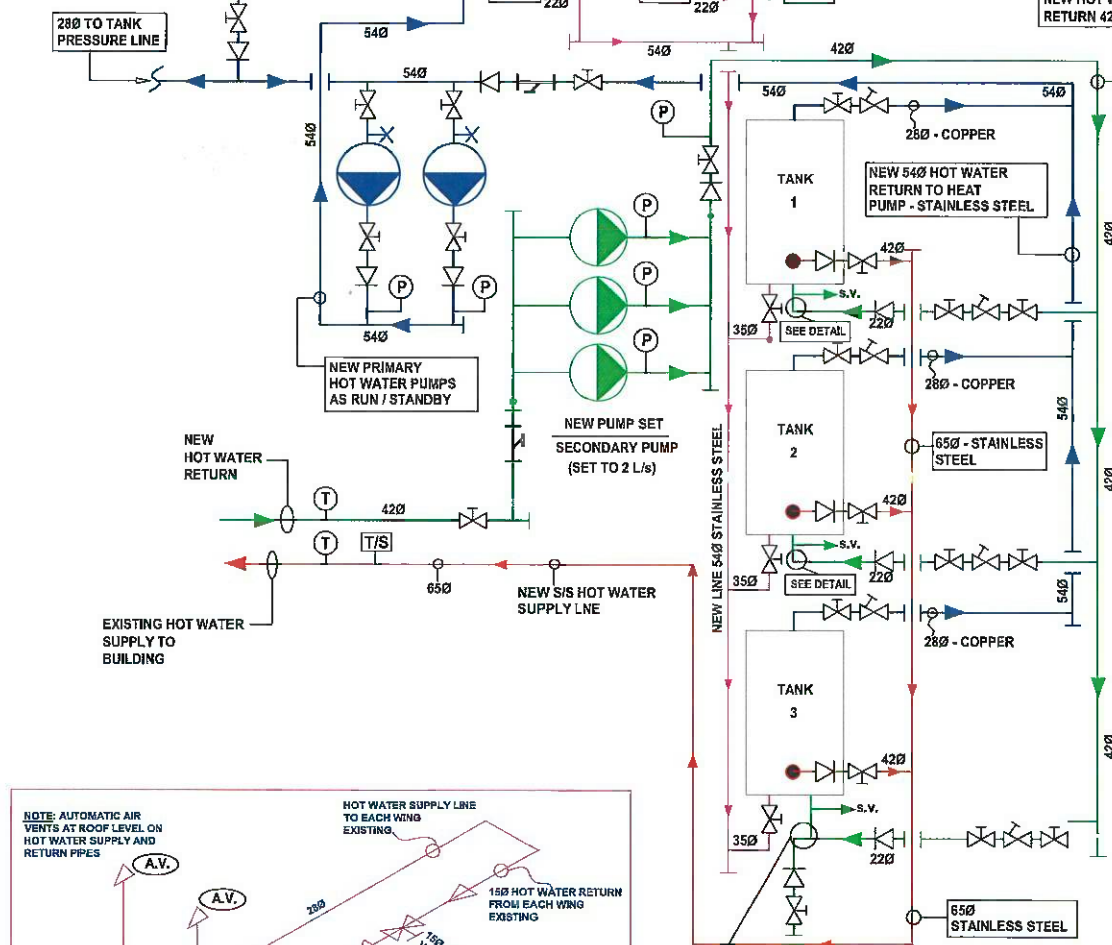 22Ø
22Ø
NEW HOT W
RETURN 42
28Ø TO TANK
PRESSURE LINE
54Ø
54Ø
54Ø
42Ø
54Ø
54Ø
P
28Ø - COPPER
54Ø
TANK
1
NEW 54Ø HOT WATER
RETURN TO HEAT
PUMP - STAINLESS STEEL
42Ø
P
42Ø
P
P
P
S.V.
54Ø
35Ø
SEE DETAIL
22Ø
P
28Ø - COPPER
NEW PRIMARY
HOT WATER PUMPS
AS RUN / STANDBY
TANK
2
54Ø
NEW PUMP SET
SECONDARY PUMP
(SET TO 2 L/s)
NEW LINE 54Ø STAINLESS STEEL
65Ø - STAINLESS
STEEL
42Ø
NEW
HOT WATER
RETURN
T
42Ø
42Ø
T
T/S
S.V.
65Ø
NEW S/S HOT WATER
SUPPLY LNE
35Ø
SEE DETAIL
22Ø
54Ø
EXISTING HOT WATER
SUPPLY TO
BUILDING
28Ø - COPPER
TANK
3
42Ø
42Ø
S.V.
35Ø
22Ø
NOTE: AUTOMATIC AIR
VENTS AT ROOF LEVEL ON
HOT WATER SUPPLY AND
RETURN PIPES
HOT WATER SUPPLY LINE
TO EACH WING
EXISTING
A.V.
A.V.
28Ø
15Ø HOT WATER RETURN
FROM EACH WING
EXISTING
15Ø
65Ø
STAINLESS STEEL